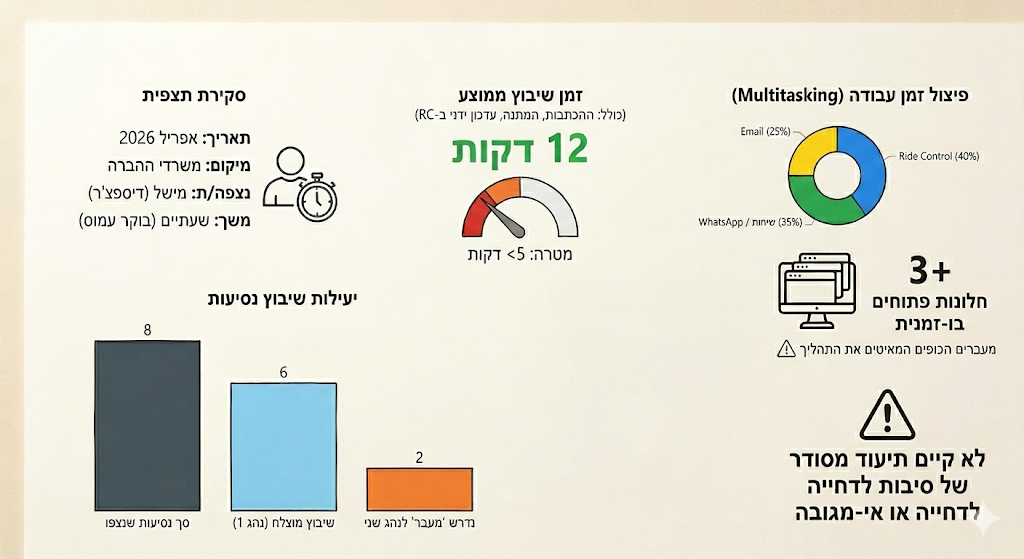 סקירת תצפית
תאריך: אפריל 2026
מיקום: משרדי ההברה
נצפה/ת: מישל (דיספצ'ר)
משך: שעתיים (בוקר עמוס)
זמן שיבוץ ממוצע
(כולל: ההכתבות, המתנה, עדכון ידני ב-RC)
12 דקות
מטרה: 5> דקות
פיצול זמן עבודה (Multitasking)
Email (25%)
Ride Control (40%)
WhatsApp / שיחות (35%)
3+
חלונות פתוחים
בו-זמנית
מעברים הכופים המאיטים את התהליך
יעילות שיבוץ נסיעות
8
6
2
סך נסיעות שנצפו
שיבוץ מוצלח (נהג 1)
נדרש 'מעבר' לנהג שני
לא קיים תיעוד מסודר
של סיבות לדחייה
לדחייה או אי-מגובה